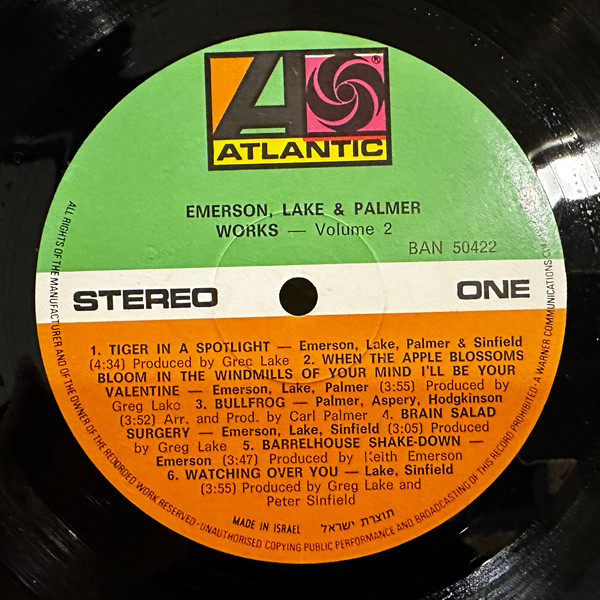 ATLANTIC
®
EMERSON, LAKE & PALMER
WORKS — Volume 2
BAN 50422
STEREO
ONE
1. TIGER IN A SPOTLIGHT — Emerson, Lake, Palmer & Sinfield
(4:34) Produced by Greg Lake 2. WHEN THE APPLE BLOSSOMS
BLOOM IN THE WINDMILLS OF YOUR MIND I'LL BE YOUR
VALENTINE — Emerson, Lake, Palmer (3:55) Produced by
Greg Lake 3. BULLFROG — Palmer, Aspery, Hodgkinson
(3:52) Arr. and Prod. by Carl Palmer 4. BRAIN SALAD
SURGERY — Emerson, Lake, Sinfield (3:05) Produced
by Greg Lake 5. BARRELHOUSE SHAKE-DOWN —
Emerson (3:47) Produced by Keith Emerson
6. WATCHING OVER YOU — Lake, Sinfield
(3:55) Produced by Greg Lake and
Peter Sinfield
MADE IN ISRAEL תוצרת ישראל
ALL RIGHTS OF THE MANUFACTURER AND OF THE OWNER OF THE RECORDED WORK RESERVED - UNAUTHORISED COPYING PUBLIC PERFORMANCE AND BROADCASTING OF THIS RECORD PROHIBITED - A WARNER COMMUNICATIONS